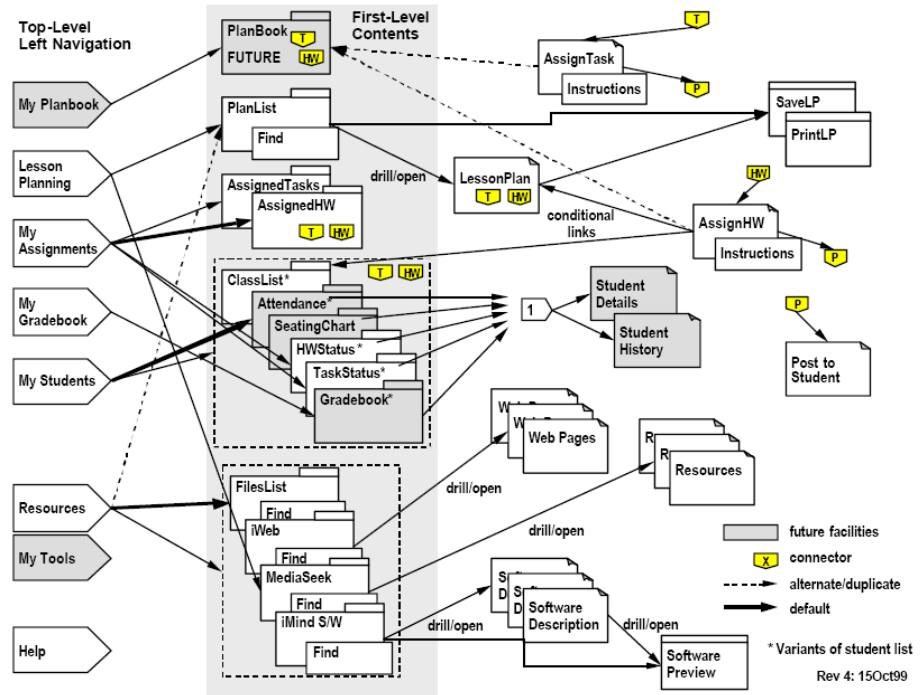 Top-Level
Left Navigation
First-Level
Contents
My Planbook
Lesson
Planning
My
Assignments
My
Gradebook
My Students
Resources
My Tools
Help
PlanBook
T
FUTURE
HW
PlanList
Find
AssignedTasks
AssignedHW
T
HW
ClassList*
T
HW
Attendance*
SeatingChart
HWStatus*
TaskStatus*
Gradebook*
FilesList
Find
iWeb
Find
MediaSeek
Find
iMind S/W
Find
T
AssignTask
Instructions
P
SaveLP
PrintLP
drill/open
LessonPlan
T
HW
conditional
links
HW
AssignHW
Instructions
P
1
Student
Details
Student
History
P
Post to
Student
Web Pages
drill/open
R
R
Resources
drill/open
Software
Description
drill/open
drill/open
Software
Preview
future facilities
X
connector
alternate/duplicate
default
* Variants of student list
Rev 4: 15Oct99